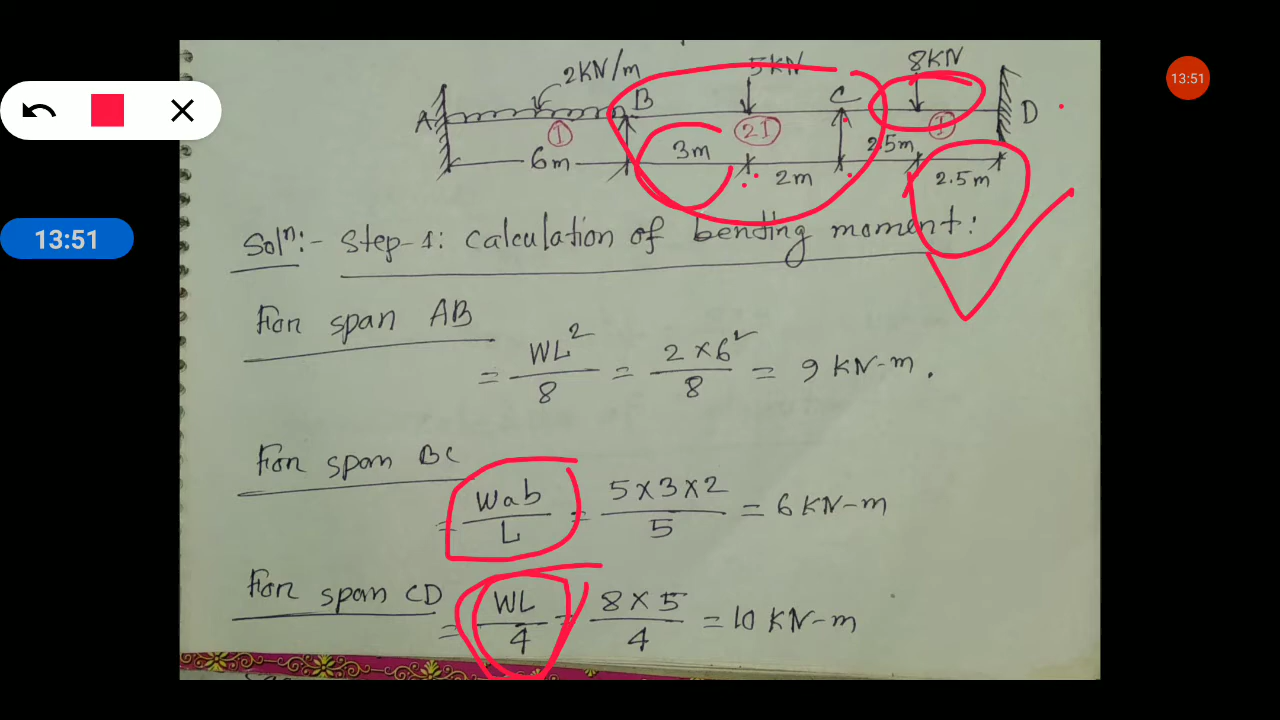 2KN/m 5KN 8KN
A B C D
I 2I I
6m 3m 2m 2.5m 2.5m
13:51
13:51
Solⁿ:- Step-1: Calculation of bending moment:
For span AB
= WL²/8 = 2×6²/8 = 9 KN-m.
For span BC
= Wab/L = 5×3×2/5 = 6 KN-m
For span CD = WL/4 = 8×5/4 = 10 KN-m